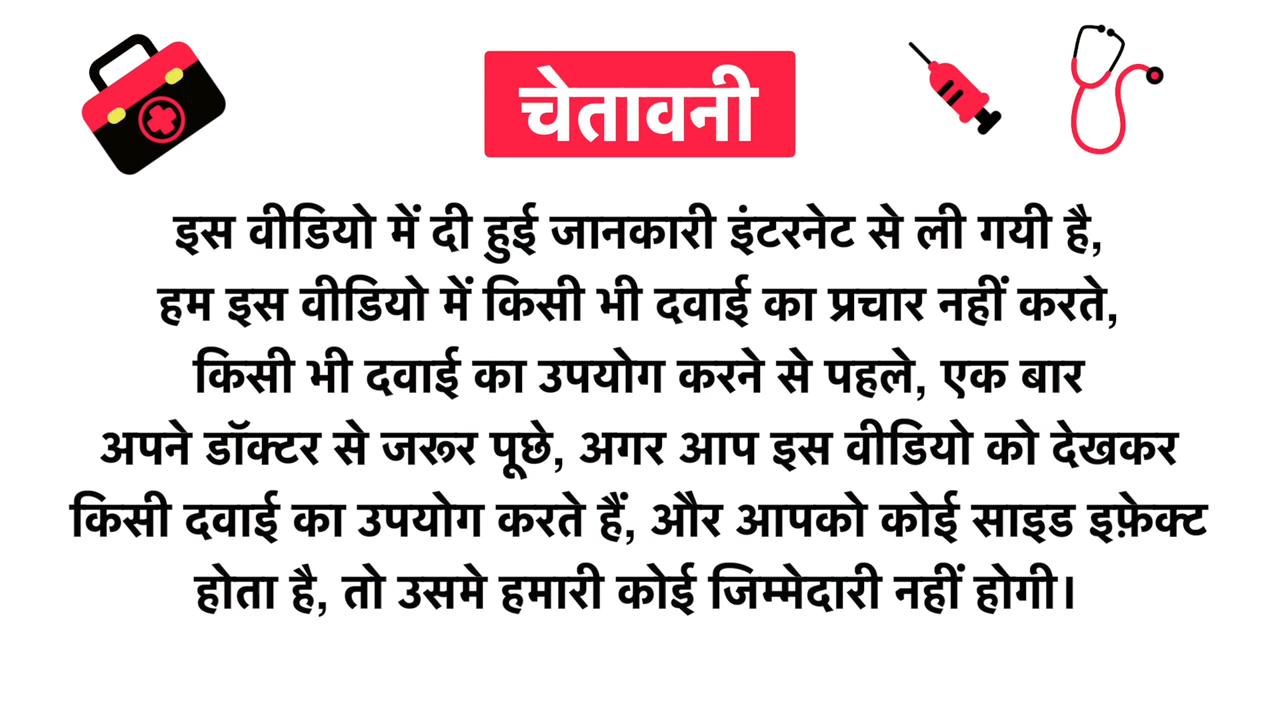 चेतावनी
इस वीडियो में दी हुई जानकारी इंटरनेट से ली गयी है,
हम इस वीडियो में किसी भी दवाई का प्रचार नहीं करते,
किसी भी दवाई का उपयोग करने से पहले, एक बार
अपने डॉक्टर से जरूर पूछे, अगर आप इस वीडियो को देखकर
किसी दवाई का उपयोग करते हैं, और आपको कोई साइड इफ़ेक्ट
होता है, तो उसमे हमारी कोई जिम्मेदारी नहीं होगी।